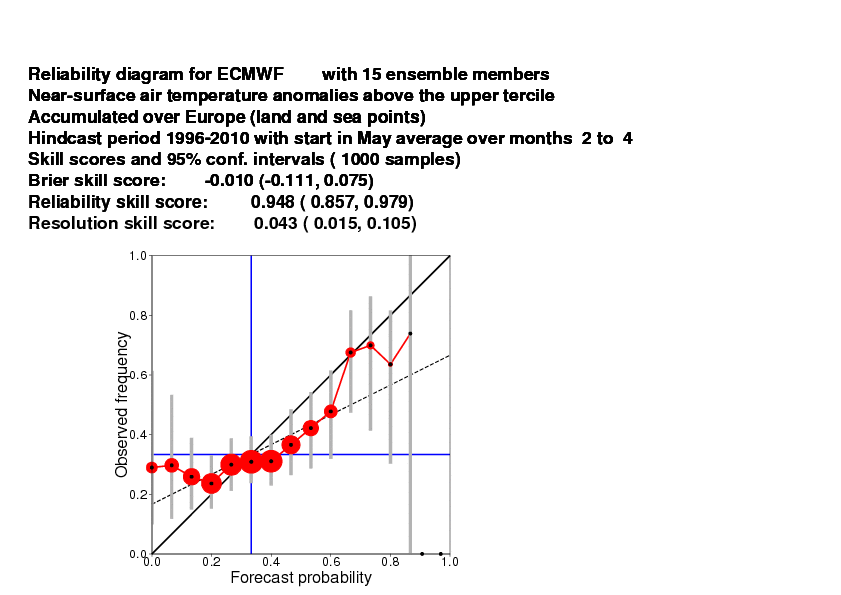 Reliability diagram for ECMWF with 15 ensemble members
Near-surface air temperature anomalies above the upper tercile
Accumulated over Europe (land and sea points)
Hindcast period 1996-2010 with start in May average over months 2 to 4
Skill scores and 95% conf. intervals ( 1000 samples)
Brier skill score: -0.010 (-0.111, 0.075)
Reliability skill score: 0.948 ( 0.857, 0.979)
Resolution skill score: 0.043 ( 0.015, 0.105)
1.0
0.8
0.6
0.4
0.2
0.0
Observed frequency
0.0 0.2 0.4 0.6 0.8 1.0
Forecast probability